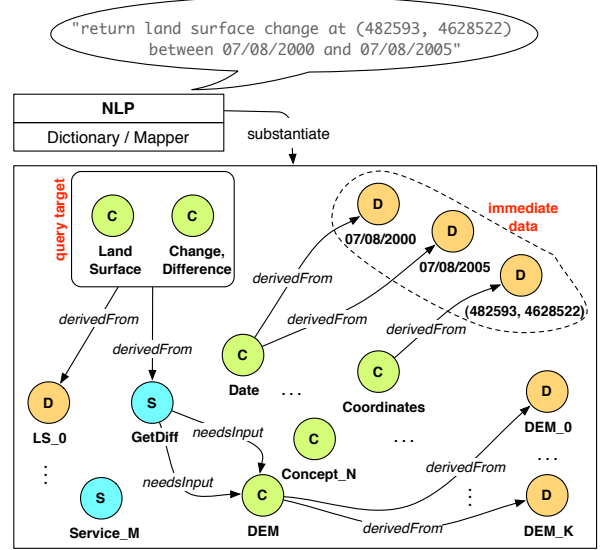 "return land surface change at (482593, 4628522)
between 07/08/2000 and 07/08/2005"
NLP
Dictionary / Mapper
substantiate
query target
C
C
Land
Surface
Change,
Difference
D
07/08/2000
D
07/08/2005
immediate
data
D
(482593, 4628522)
derivedFrom
derivedFrom
derivedFrom
derivedFrom
derivedFrom
D
LS_0
S
GetDiff
C
Date
...
C
Coordinates
D
DEM_0
needsInput
C
Concept_N
...
...
needsInput
derivedFrom
...
S
Service_M
C
DEM
derivedFrom
...
D
DEM_K